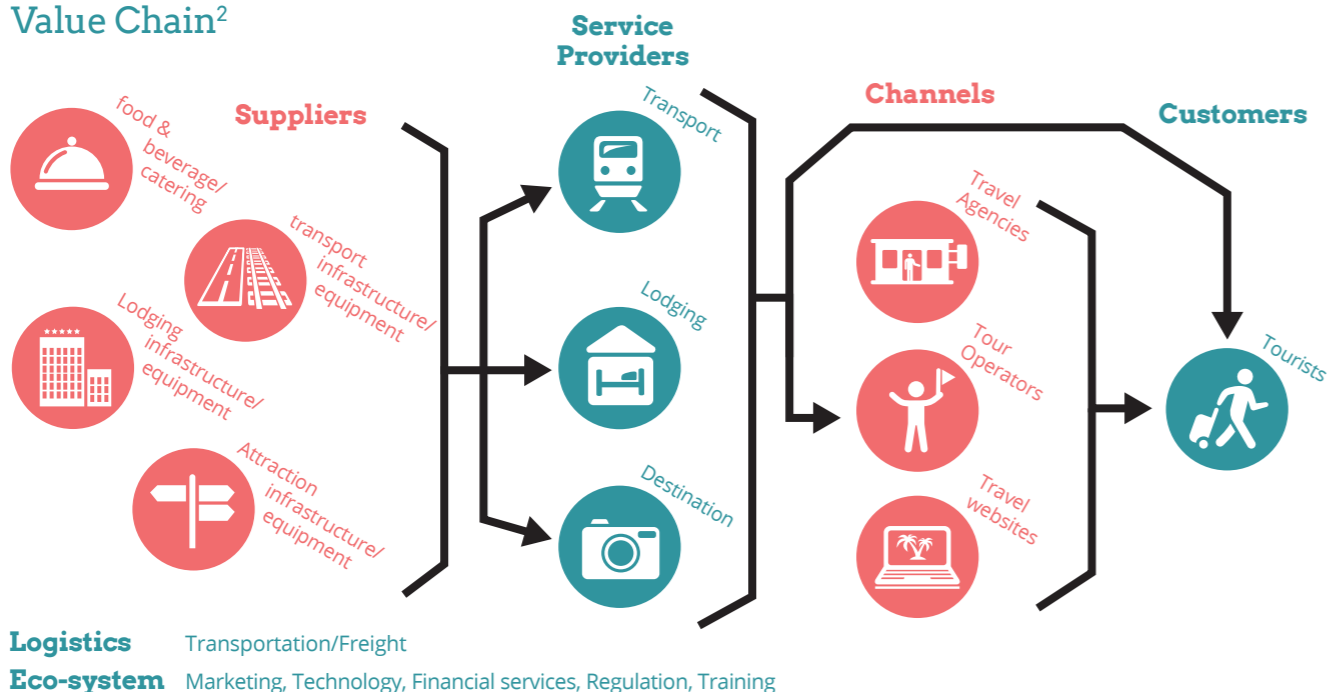 Value Chain²
Suppliers
food &
beverage/
catering
transport
infrastructure/
equipment
Lodging
infrastructure/
equipment
Attraction
infrastructure/
equipment
Service
Providers
Transport
Lodging
Destination
Channels
Travel
Agencies
Tour
Operators
Travel
websites
Customers
Tourists
Logistics Transportation/Freight
Eco-system Marketing, Technology, Financial services, Regulation, Training